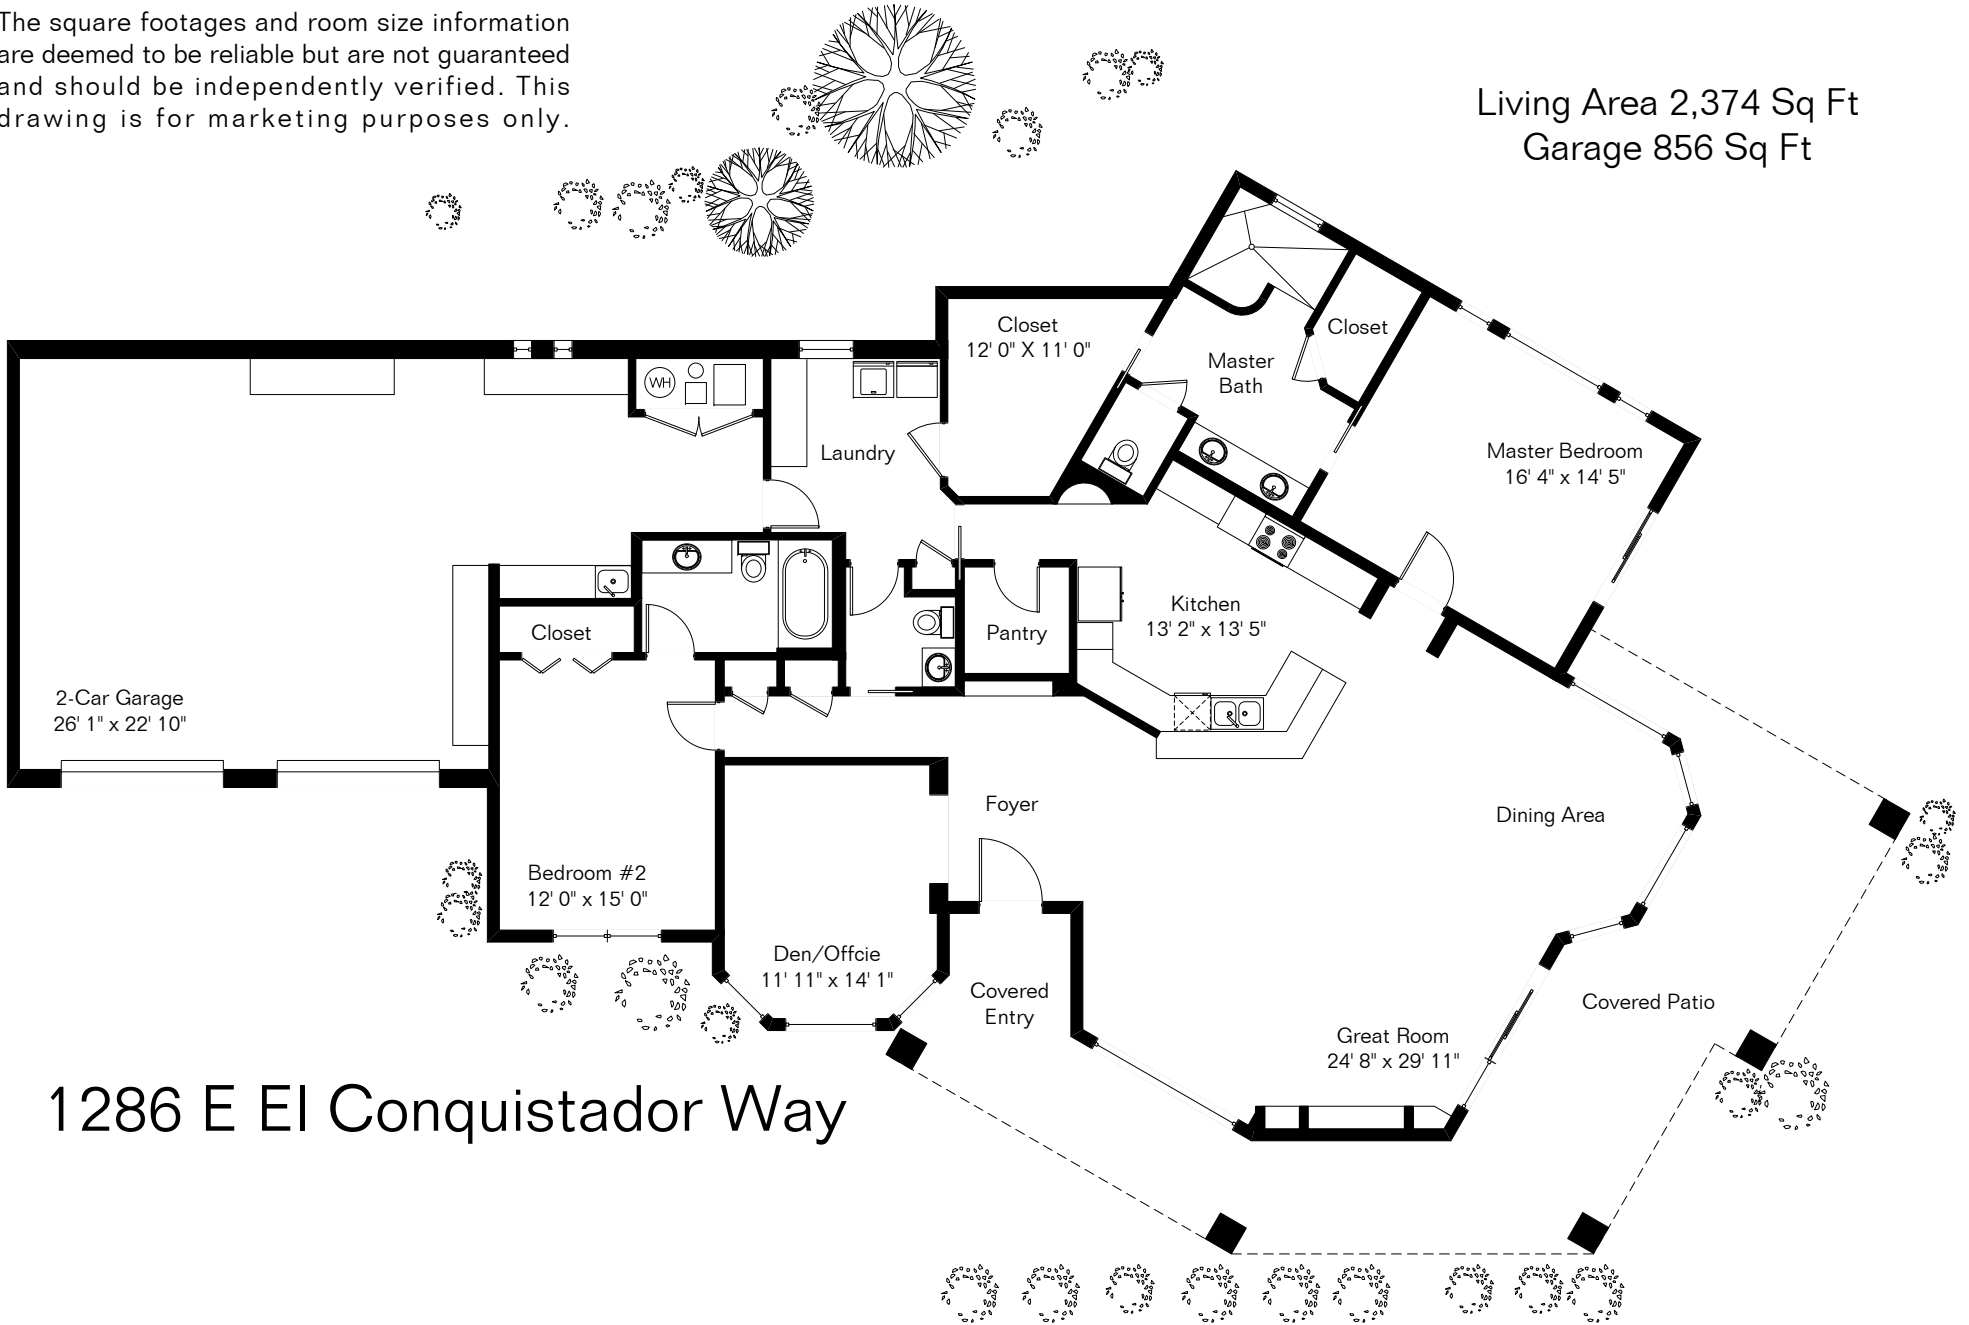 The square footages and room size information
are deemed to be reliable but are not guaranteed
and should be independently verified. This
drawing is for marketing purposes only.
Living Area 2,374 Sq Ft
Garage 856 Sq Ft
Closet
12' 0" X 11' 0"
Closet
Master
Bath
WH
Laundry
Master Bedroom
16' 4" x 14' 5"
Kitchen
13' 2" x 13' 5"
Closet
Pantry
2-Car Garage
26' 1" x 22' 10"
Foyer
Dining Area
Bedroom #2
12' 0" x 15' 0"
Den/Offcie
11' 11" x 14' 1"
Covered
Entry
Covered Patio
Great Room
24' 8" x 29' 11"
1286 E El Conquistador Way